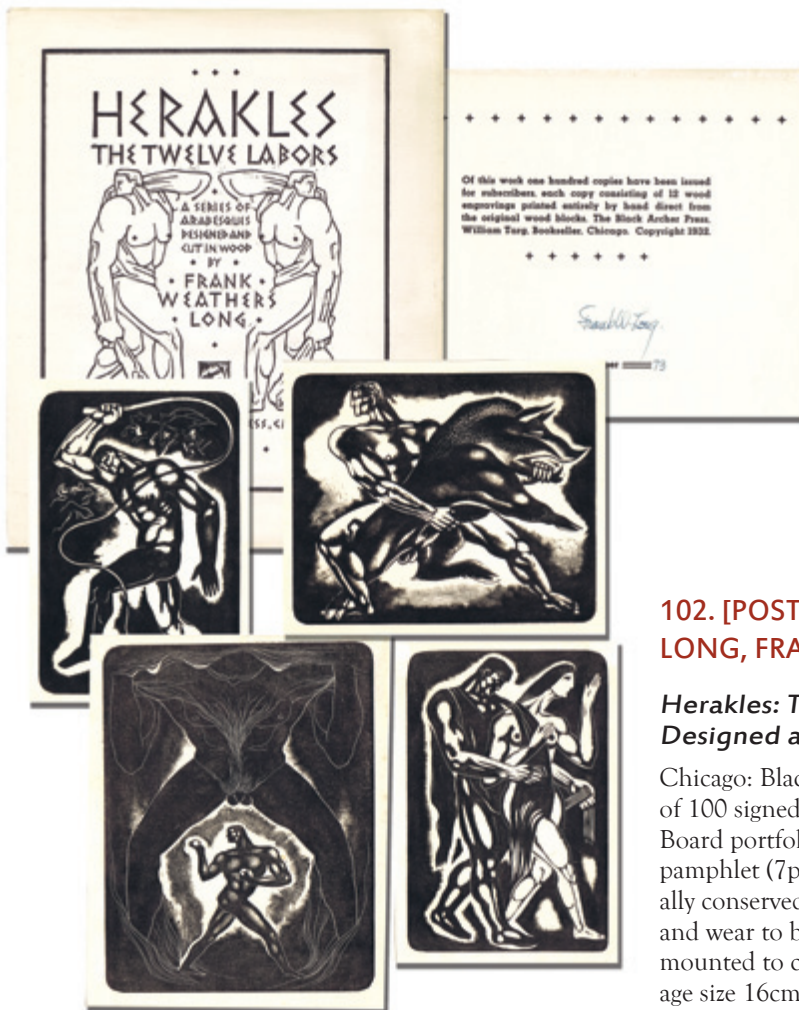 HERAKLES
THE TWELVE LABORS
A SERIES OF
ARABESQUES
DESIGNED AND
CUT IN WOOD
• BY •
• FRANK •
WEATHERS
• LONG •
Of this work one hundred copies have been issued
for subscribers, each copy consisting of 12 wood
engravings printed entirely by hand direct from
the original wood blocks. The Black Archer Press.
William Targ, Bookseller, Chicago. Copyright 1932.
Frank W Long
73
102. [POST
LONG, FRA
Herakles: T
Designed a
Chicago: Blac
of 100 signed
Board portfol
pamphlet (7p
ally conserved
and wear to b
mounted to c
age size 16cm